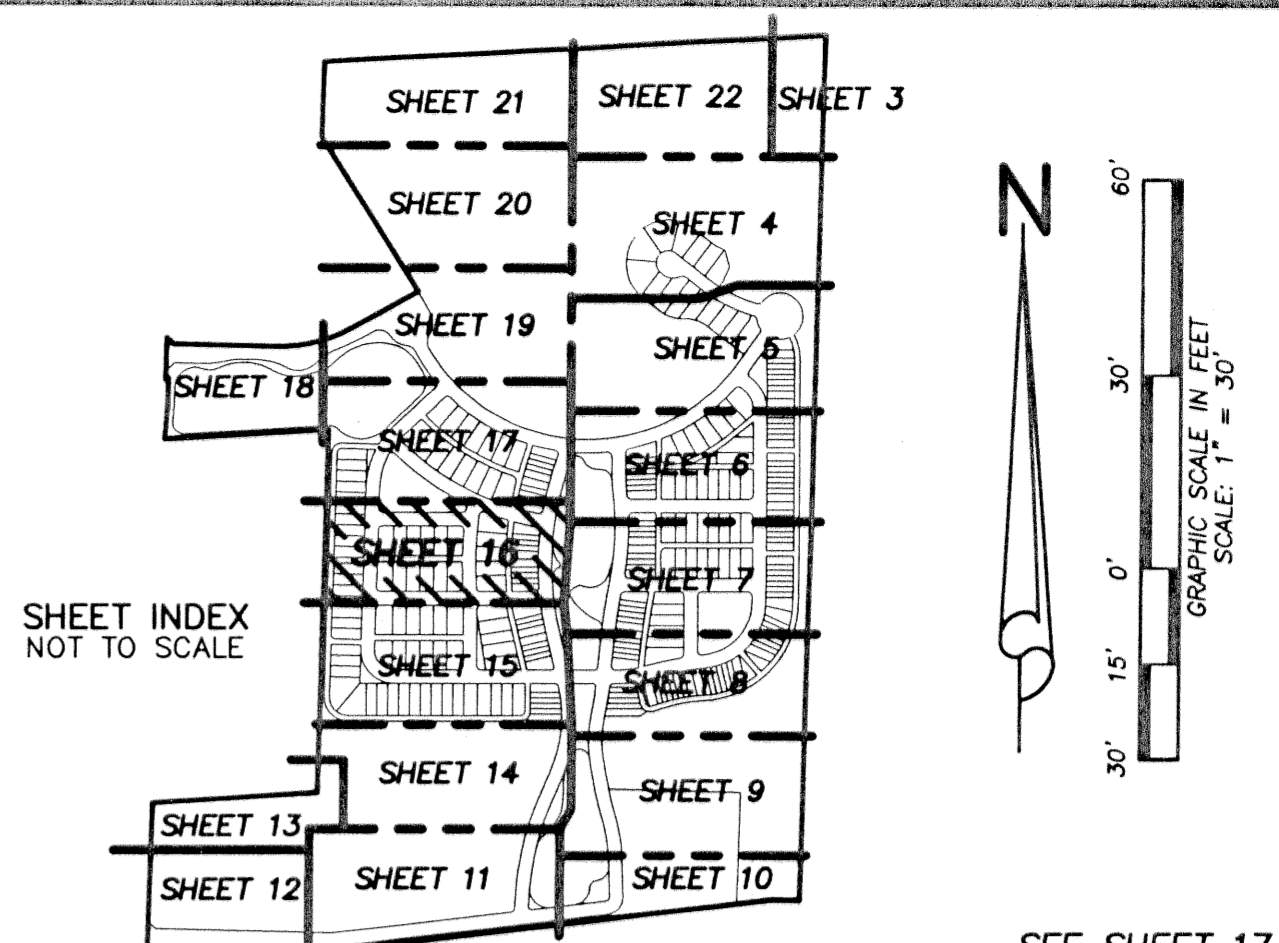 SHEET 21
SHEET 22
SHEET 3
SHEET 20
SHEET 4
SHEET 19
SHEET 5
SHEET 18
SHEET 17
SHEET 6
SHEET 16
SHEET 7
SHEET INDEX
NOT TO SCALE
SHEET 15
SHEET 8
SHEET 14
SHEET 9
SHEET 13
SHEET 12
SHEET 11
SHEET 10
N
60'
30'
0'
15'
30'
GRAPHIC SCALE IN FEET
SCALE: 1" = 30'
SEE SHEET 17